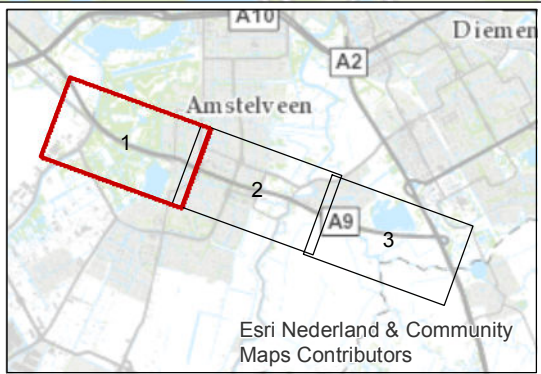 A10
Diemen
A2
Amstelveen
1
2
A9
3
Esri Nederland & Community
Maps Contributors